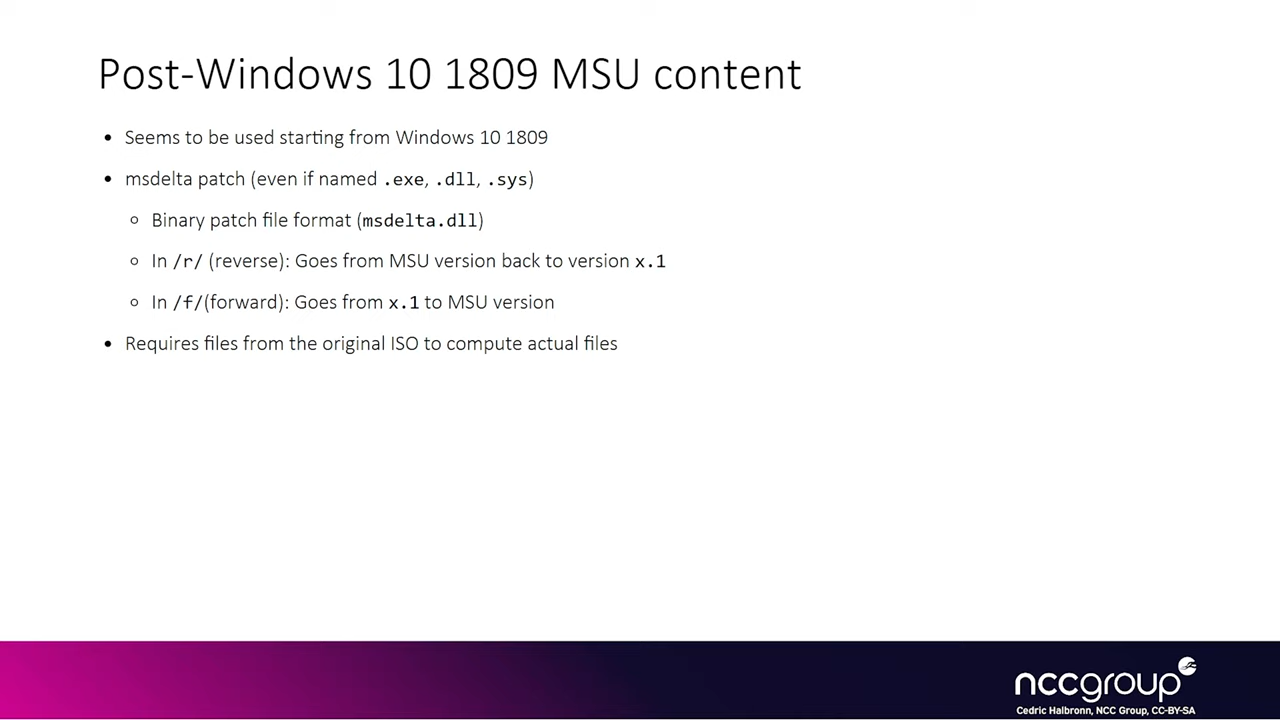 Post-Windows 10 1809 MSU content
• Seems to be used starting from Windows 10 1809
• msdelta patch (even if named .exe, .dll, .sys)
○ Binary patch file format (msdelta.dll)
○ In /r/ (reverse): Goes from MSU version back to version x.1
○ In /f/(forward): Goes from x.1 to MSU version
• Requires files from the original ISO to compute actual files
nccgroup
Cedric Halbronn, NCC Group, CC-BY-SA